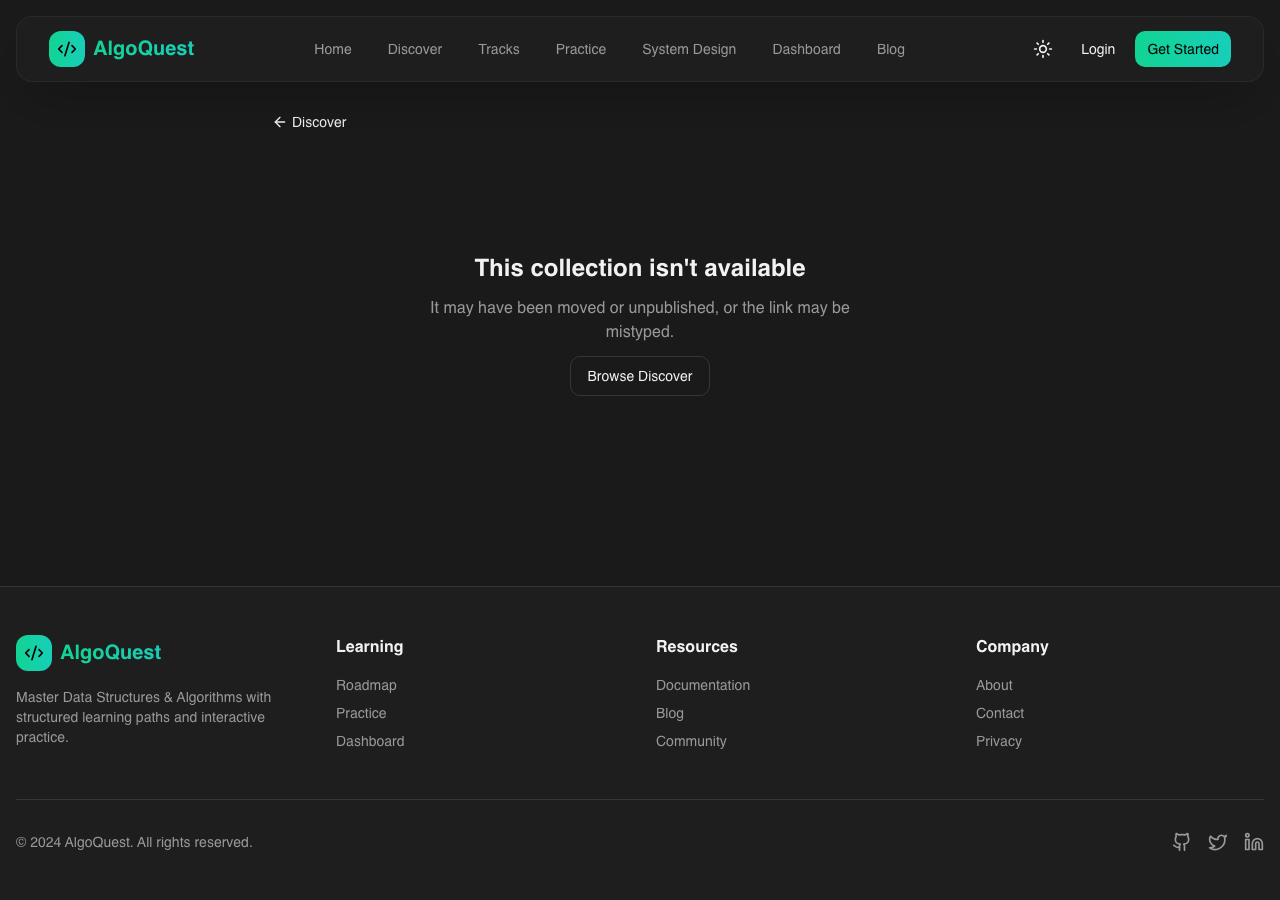 AlgoQuest
Home Discover Tracks Practice System Design Dashboard Blog
Login
Get Started
Discover
This collection isn't available
It may have been moved or unpublished, or the link may be
mistyped.
Browse Discover
AlgoQuest
Master Data Structures & Algorithms with
structured learning paths and interactive
practice.
Learning
Roadmap
Practice
Dashboard
Resources
Documentation
Blog
Community
Company
About
Contact
Privacy
© 2024 AlgoQuest. All rights reserved.